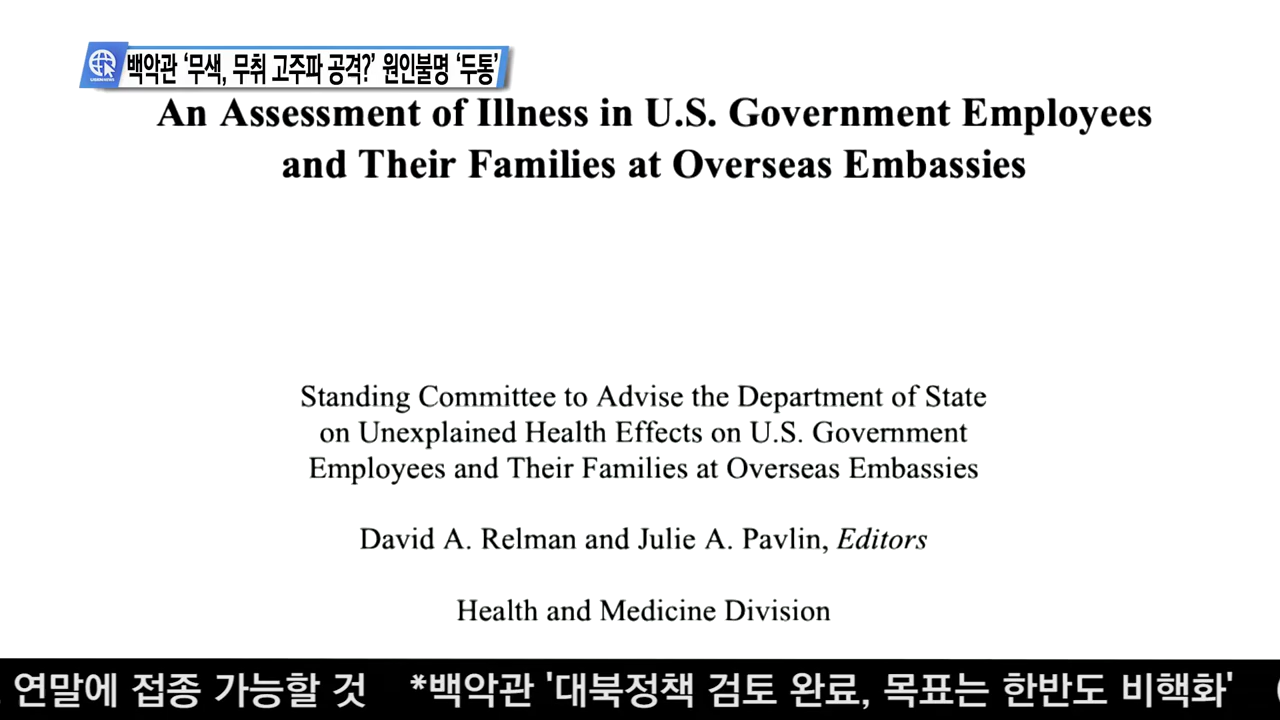 백악관 '무색, 무취 고주파 공격?' 원인불명 '두통'
An Assessment of Illness in U.S. Government Employees
and Their Families at Overseas Embassies
Standing Committee to Advise the Department of State
on Unexplained Health Effects on U.S. Government
Employees and Their Families at Overseas Embassies
David A. Relman and Julie A. Pavlin, Editors
Health and Medicine Division
연말에 접종 가능할 것 *백악관 '대북정책 검토 완료, 목표는 한반도 비핵화'